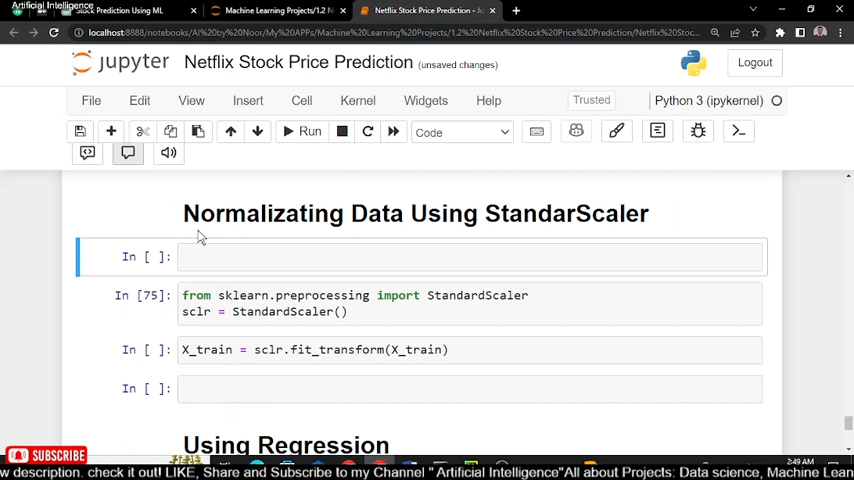 Artificial Intelligence
Stock Prediction Using ML
Machine Learning Projects/1.2 N
Netflix Stock Price Prediction - Ju
localhost:8888/notebooks/AI%20by%20Noor/My%20APPs/Machine%20Learning%20Projects/1.2%20Netflix%20Stock%20Price%20Prediction/Netflix%20Stoc...
jupyter Netflix Stock Price Prediction (unsaved changes)
Logout
File Edit View Insert Cell Kernel Widgets Help
Trusted
Python 3 (ipykernel)
Run
Code
Normalizating Data Using StandarScaler
In [ ]:
In [75]: from sklearn.preprocessing import StandardScaler
sclr = StandardScaler()
In [ ]: X_train = sclr.fit_transform(X_train)
In [ ]:
Using Regression
SUBSCRIBE
2:49 AM
w description. check it out! LIKE, Share and Subscribe to my Channel " Artificial Intelligence"All about Projects: Data science, Machine Lean